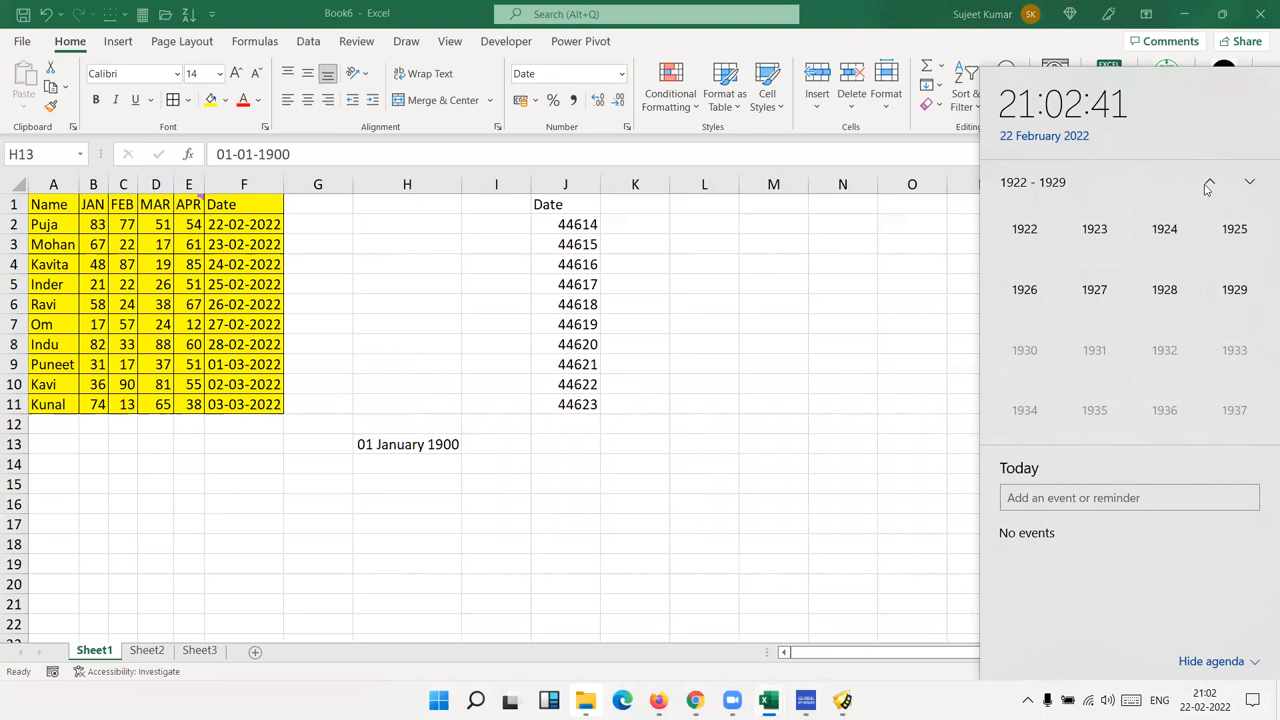 Book6 - Excel
Search (Alt+Q)
Sujeet Kumar SK
File Home Insert Page Layout Formulas Data Review View Draw Developer Power Pivot
Comments Share
Paste
Calibri 14
Wrap Text
Merge & Center
Date
Conditional Formatting
Format as Table
Cell Styles
Insert Delete Format
Sort & Filter
Clipboard Font Alignment Number Styles Cells Editing
H13 fx 01-01-1900
A B C D E F G H I J K L M N O
1 Name JAN FEB MAR APR Date Date
2 Puja 83 77 51 54 22-02-2022 44614
3 Mohan 67 22 17 61 23-02-2022 44615
4 Kavita 48 87 19 85 24-02-2022 44616
5 Inder 21 22 26 51 25-02-2022 44617
6 Ravi 58 24 38 67 26-02-2022 44618
7 Om 17 57 24 12 27-02-2022 44619
8 Indu 82 33 88 60 28-02-2022 44620
9 Puneet 31 17 37 51 01-03-2022 44621
10 Kavi 36 90 81 55 02-03-2022 44622
11 Kunal 74 13 65 38 03-03-2022 44623
12
13 01 January 1900
14
15
16
17
18
19
20
21
22
Sheet1 Sheet2 Sheet3
Ready Accessibility: Investigate
21:02:41
22 February 2022
1922 - 1929
1922 1923 1924 1925
1926 1927 1928 1929
1930 1931 1932 1933
1934 1935 1936 1937
Today
Add an event or reminder
No events
Hide agenda
ENG
21:02
22-02-2022